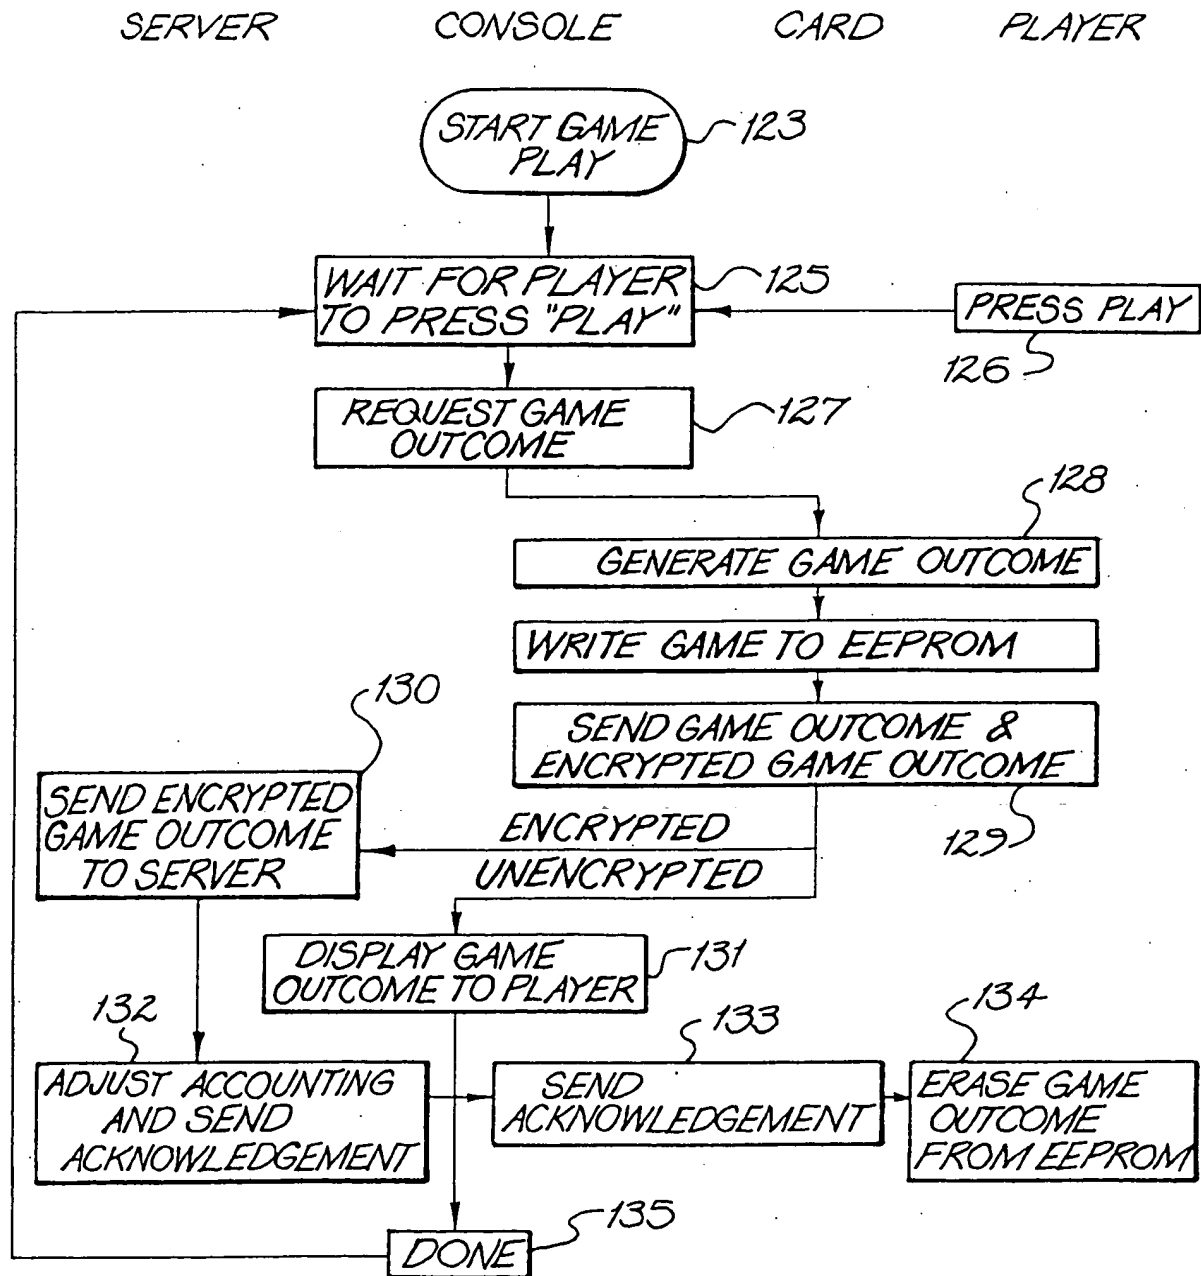 SERVER CONSOLE CARD PLAYER
START GAME
PLAY
123
WAIT FOR PLAYER
TO PRESS "PLAY"
125
PRESS PLAY
126
REQUEST GAME
OUTCOME
127
128
GENERATE GAME OUTCOME
WRITE GAME TO EEPROM
130
SEND GAME OUTCOME &
ENCRYPTED GAME OUTCOME
129
SEND ENCRYPTED
GAME OUTCOME
TO SERVER
ENCRYPTED
UNENCRYPTED
DISPLAY GAME
OUTCOME TO PLAYER
131
132
133
134
ADJUST ACCOUNTING
AND SEND
ACKNOWLEDGEMENT
SEND
ACKNOWLEDGEMENT
ERASE GAME
OUTCOME
FROM EEPROM
135
DONE